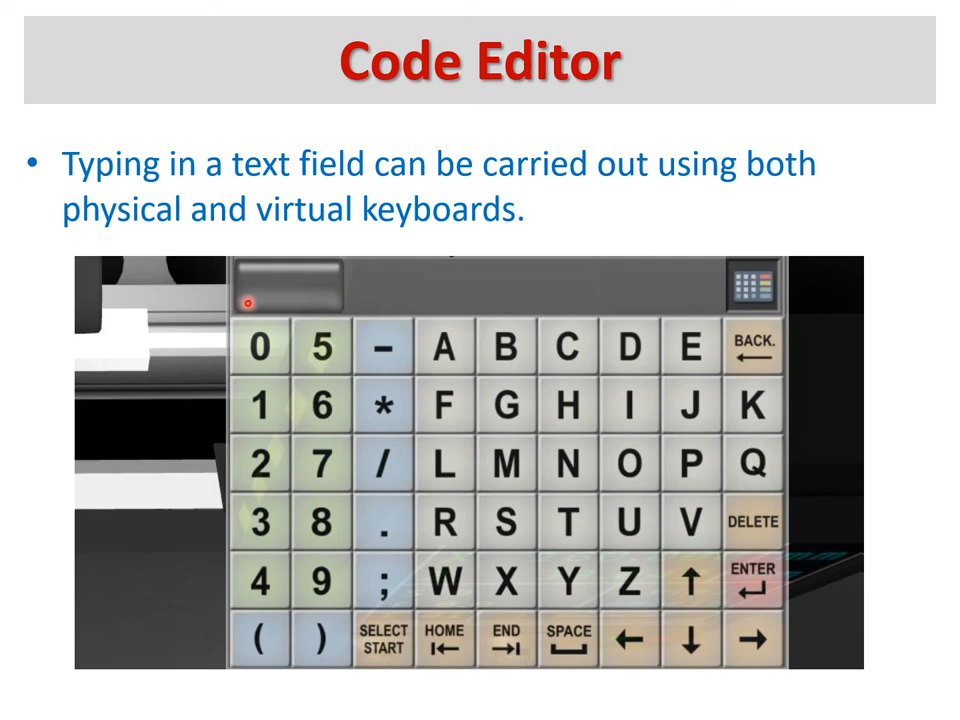 Code Editor
• Typing in a text field can be carried out using both
physical and virtual keyboards.
0 5 - A B C D E BACK. ←
1 6 * F G H I J K
2 7 / L M N O P Q
3 8 . R S T U V DELETE
4 9 ; W X Y Z ↑ ENTER ↵
( ) SELECT START HOME I← END →I SPACE ← ↓ →